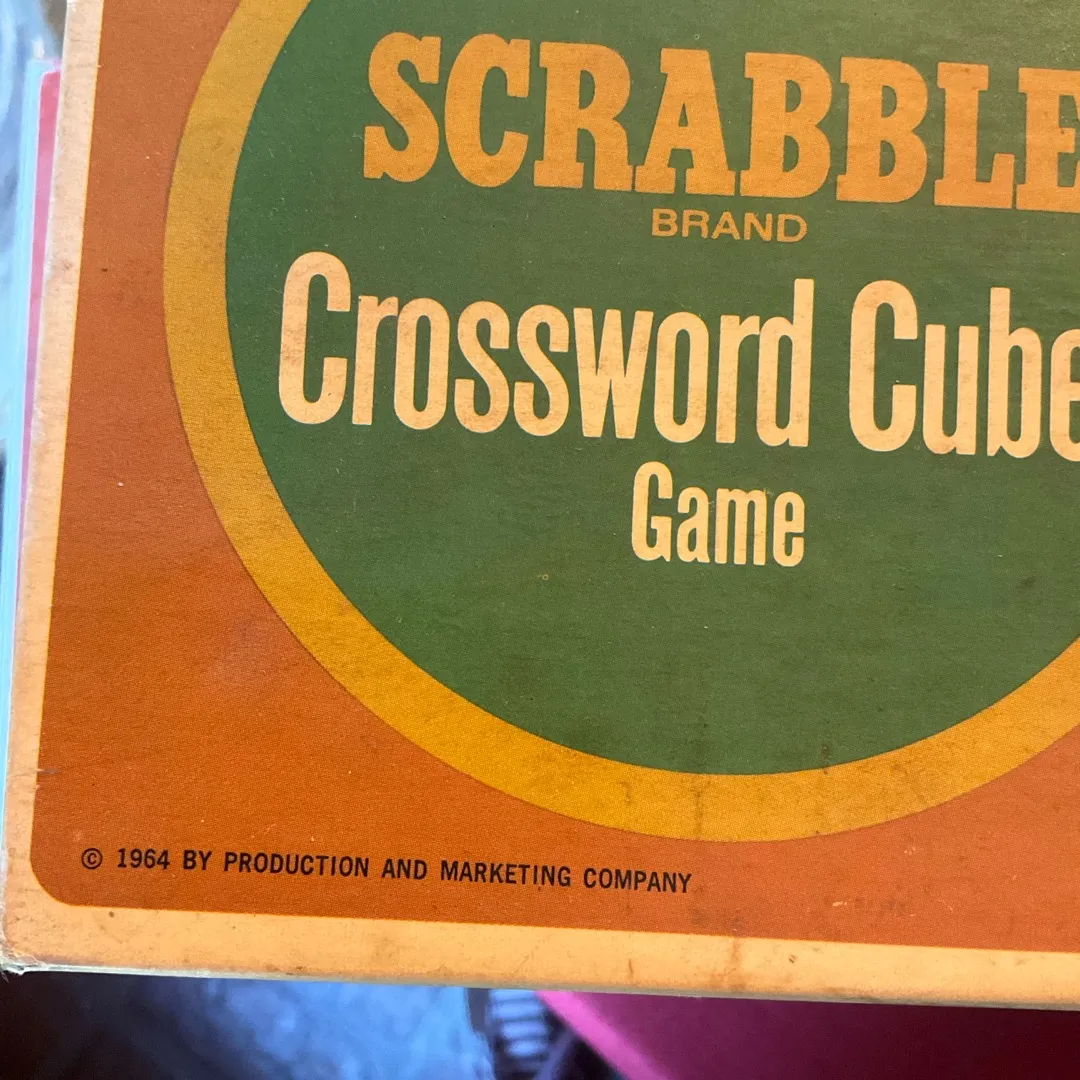 SCRABBLE
BRAND
Crossword Cube
Game
© 1964 BY PRODUCTION AND MARKETING COMPANY